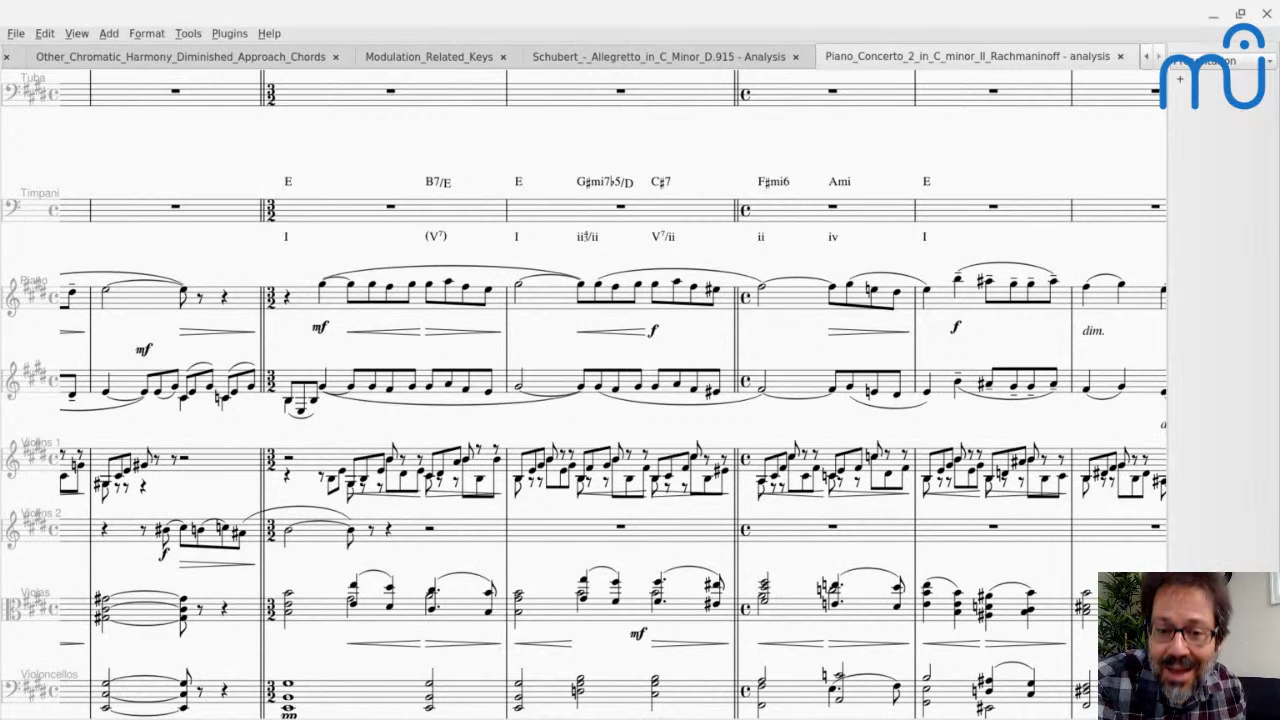 File Edit View Add Format Tools Plugins Help
Other_Chromatic_Harmony_Diminished_Approach_Chords Modulation_Related_Keys Schubert_-_Allegretto_in_C_Minor_D.915 - Analysis Piano_Concerto_2_in_C_minor_II_Rachmaninoff - analysis
mu
Tuba
E B7/E E G♯mi7♭5/D C♯7 F♯mi6 Ami E
Timpani
I (V7) I V7/ii ii iv I
Piano
mf f f dim.
mf
Violins 1
Violins 2
f
Violas
mf
Violoncellos